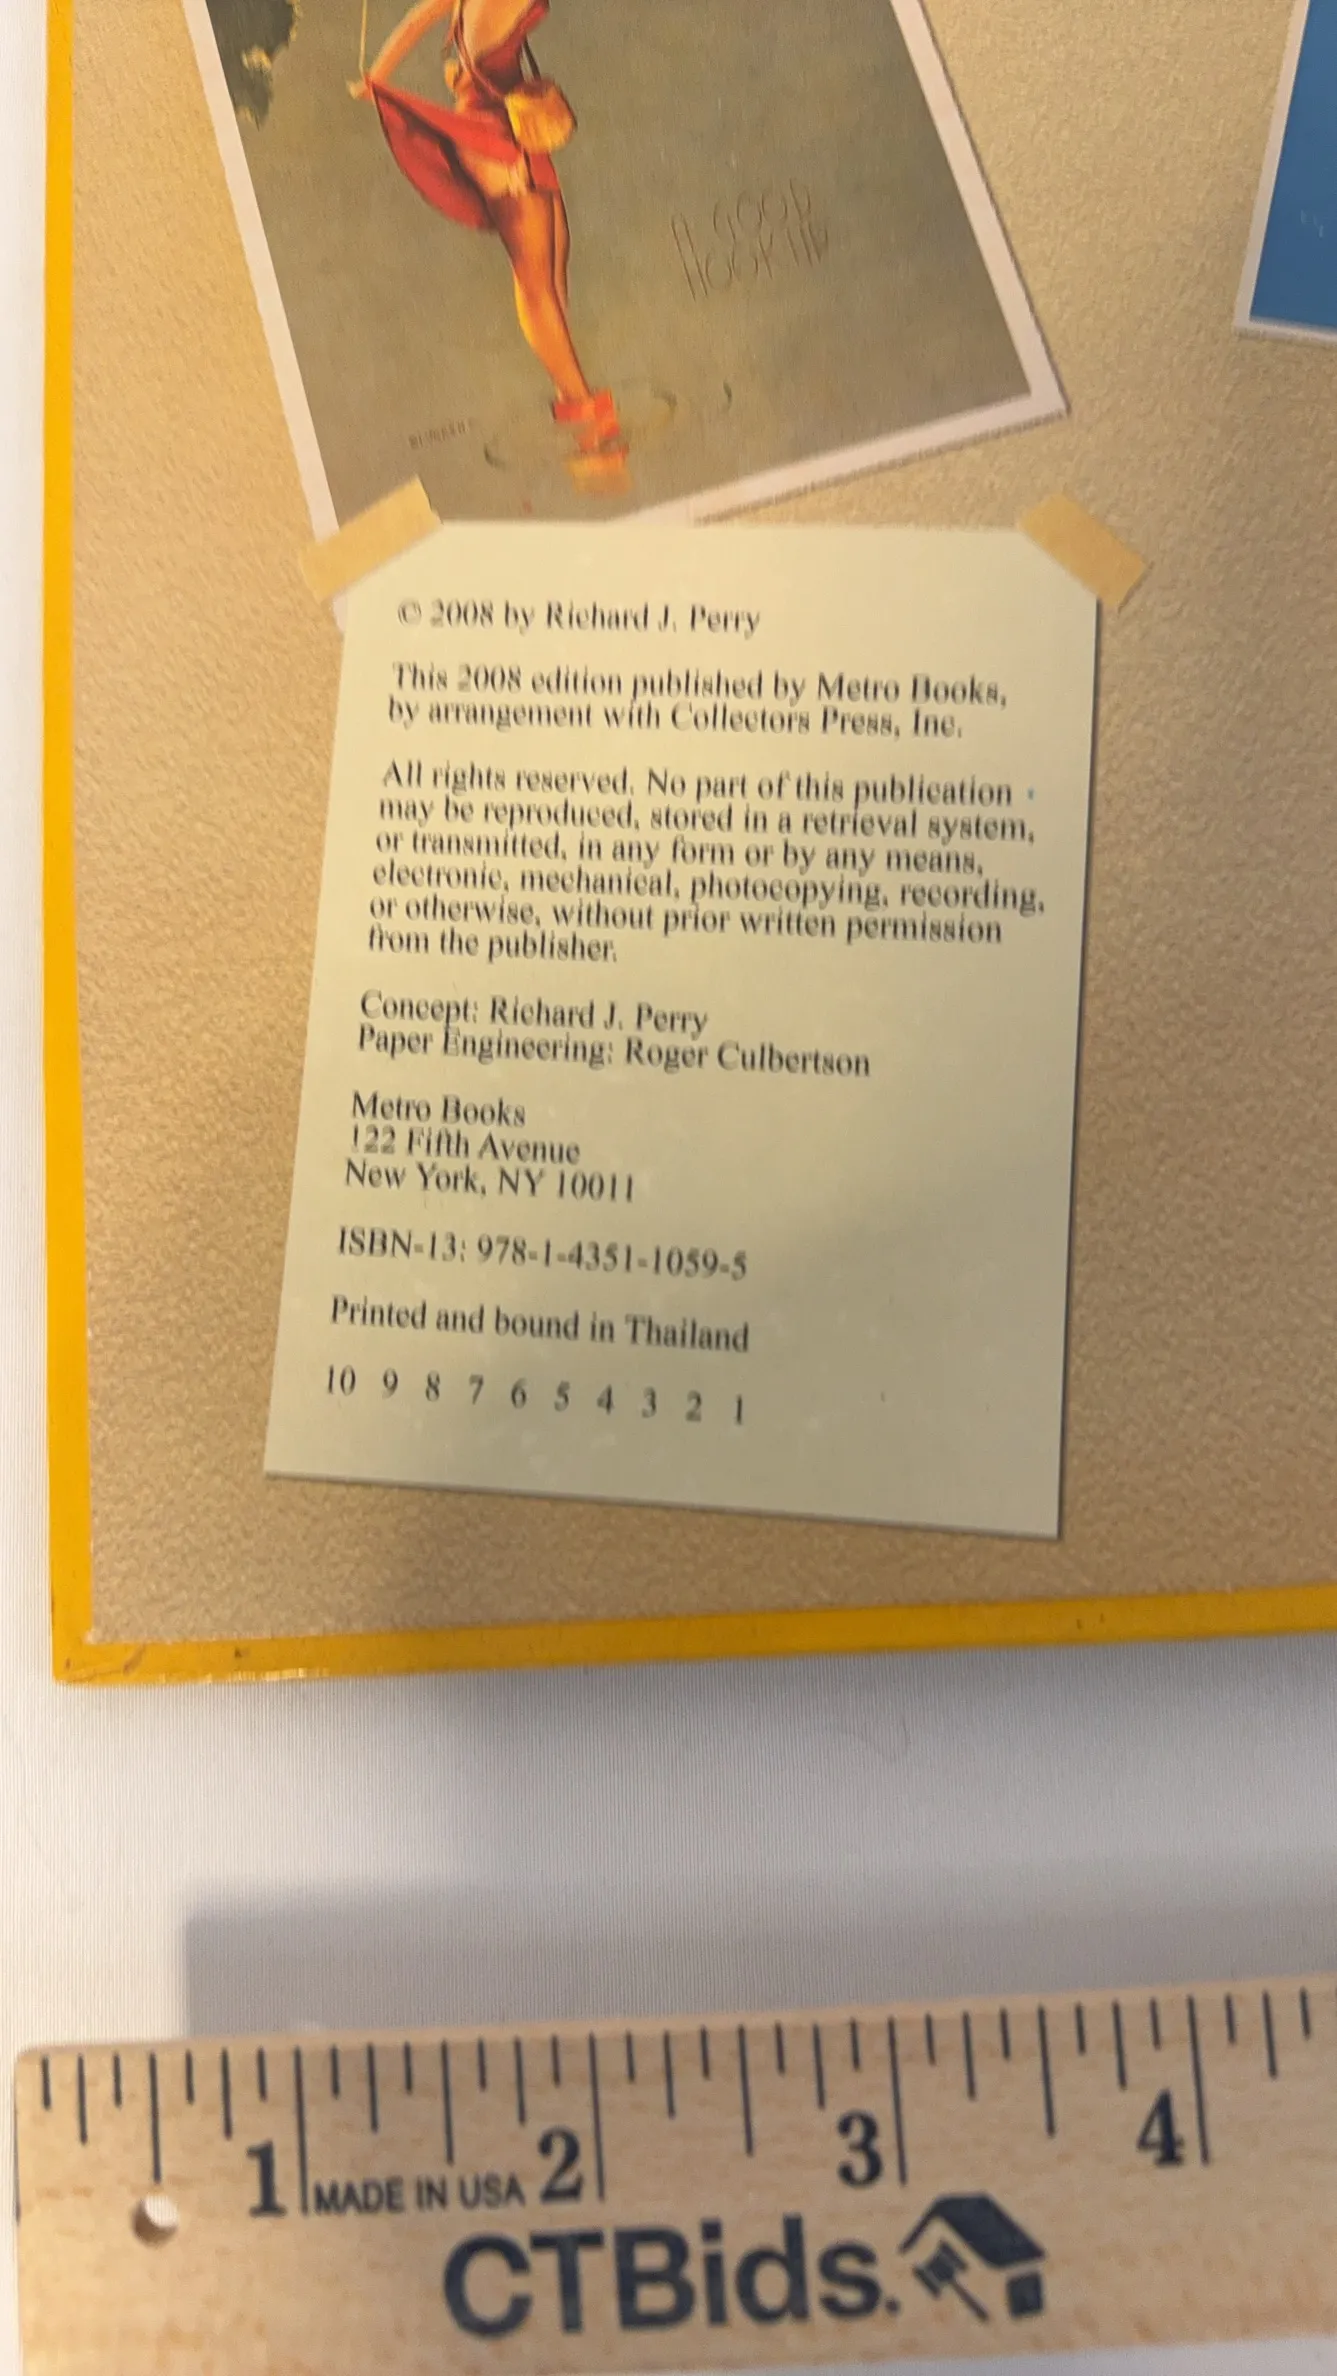 © 2008 by Richard J. Perry
This 2008 edition published by Metro Books,
by arrangement with Collectors Press, Inc.
All rights reserved. No part of this publication
may be reproduced, stored in a retrieval system,
or transmitted, in any form or by any means,
electronic, mechanical, photocopying, recording,
or otherwise, without prior written permission
from the publisher.
Concept: Richard J. Perry
Paper Engineering: Roger Culbertson
Metro Books
122 Fifth Avenue
New York, NY 10011
ISBN-13: 978-1-4351-1059-5
Printed and bound in Thailand
10 9 8 7 6 5 4 3 2 1
1 2 3 4
MADE IN USA
CTBids.